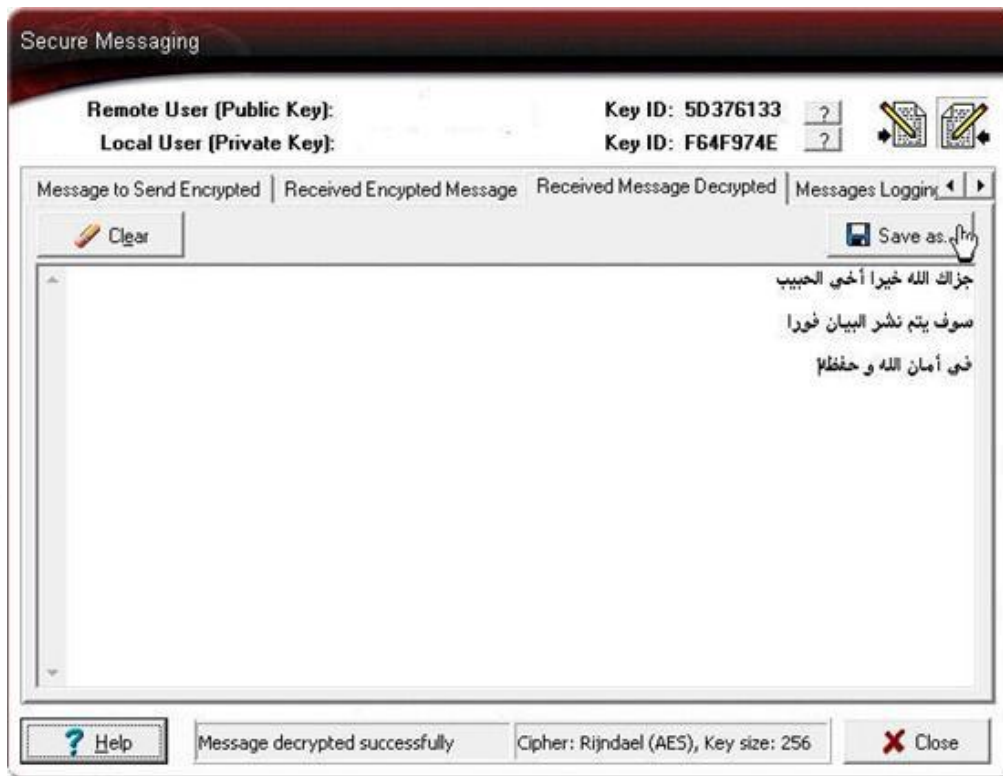 Secure Messaging
Remote User (Public Key): Key ID: 5D376133 ?
Local User (Private Key): Key ID: F64F974E ?
Message to Send Encrypted Received Encypted Message Received Message Decrypted Messages Logging
Clear Save as...
جزاك الله خيرا أخي الحبيب
سوف يتم نشر البيان فورا
في أمان الله و
? Help Message decrypted successfully Cipher: Rijndael (AES), Key size: 256 Close